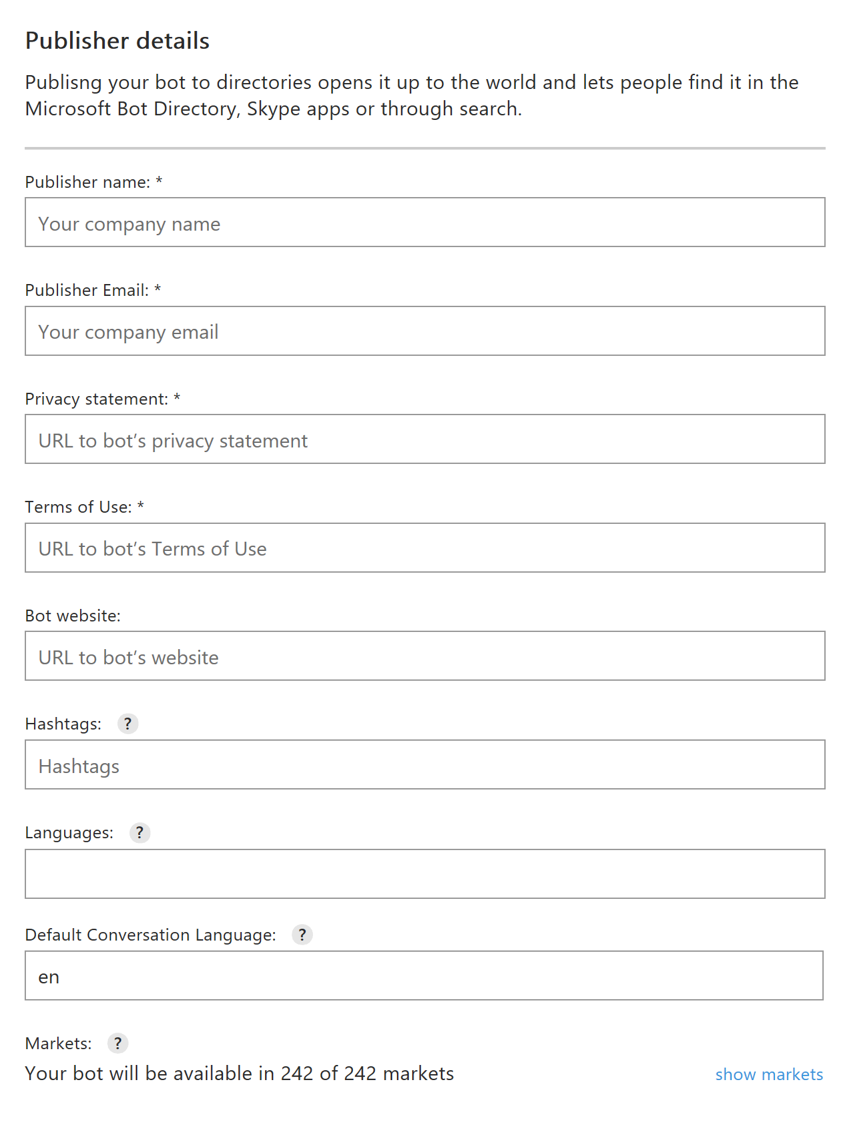 Publisher details
Publisng your bot to directories opens it up to the world and lets people find it in the
Microsoft Bot Directory, Skype apps or through search.
Publisher name: *
Your company name
Publisher Email: *
Your company email
Privacy statement: *
URL to bot’s privacy statement
Terms of Use: *
URL to bot’s Terms of Use
Bot website:
URL to bot’s website
Hashtags: ?
Hashtags
Languages: ?
Default Conversation Language: ?
en
Markets: ?
Your bot will be available in 242 of 242 markets show markets